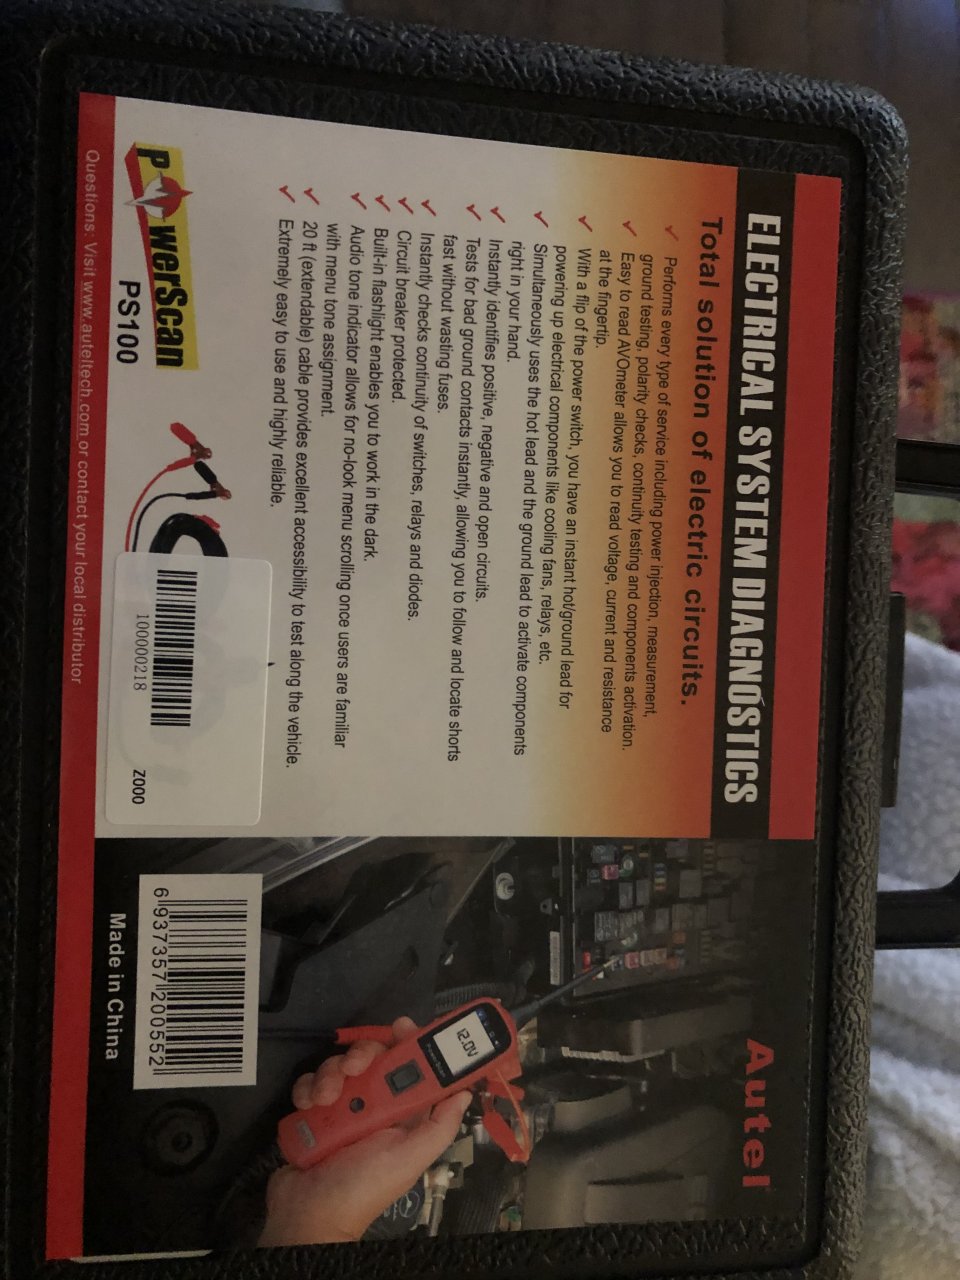 ELECTRICAL SYSTEM DIAGNOSTICS
Total solution of electric circuits.
Performs every type of service including power injection, measurement,
ground testing, polarity checks, continuity testing and components activation.
Easy to read AVOmeter allows you to read voltage, current and resistance
at the fingertip.
With a flip of the power switch, you have an instant hot/ground lead for
powering up electrical components like cooling fans, relays, etc.
Simultaneously uses the hot lead and the ground lead to activate components
right in your hand.
Instantly identifies positive, negative and open circuits.
Tests for bad ground contacts instantly, allowing you to follow and locate shorts
fast without wasting fuses.
Instantly checks continuity of switches, relays and diodes.
Circuit breaker protected.
Built-in flashlight enables you to work in the dark.
Audio tone indicator allows for no-look menu scrolling once users are familiar
with menu tone assignment.
20 ft (extendable) cable provides excellent accessibility to test along the vehicle.
Extremely easy to use and highly reliable.
PowerScan
PS100
100000218
Z000
Questions: Visit www.auteltech.com or contact your local distributor
Autel
12.0V
PowerScan
6 937357 200552
Made in China